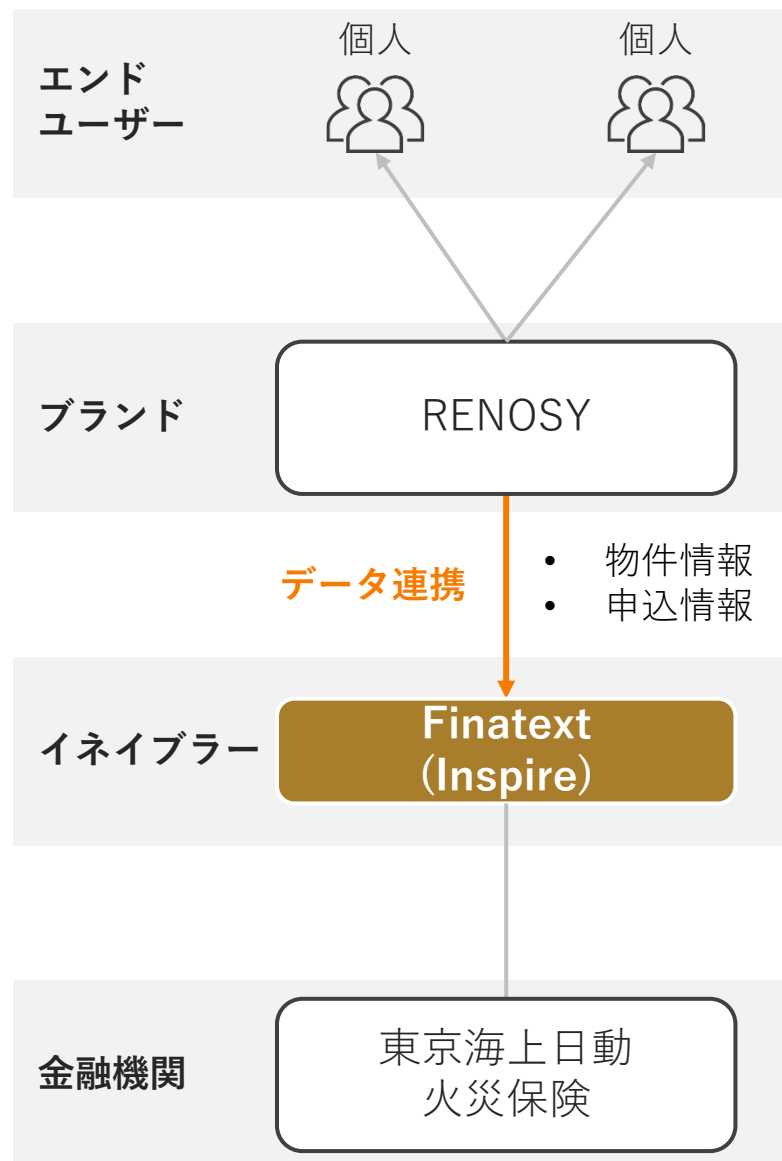 個人
個人
エンド
ユーザー
ブランド
RENOSY
データ連携
• 物件情報
• 申込情報
イネイブラー
Finatext
(Inspire)
金融機関
東京海上日動
火災保険